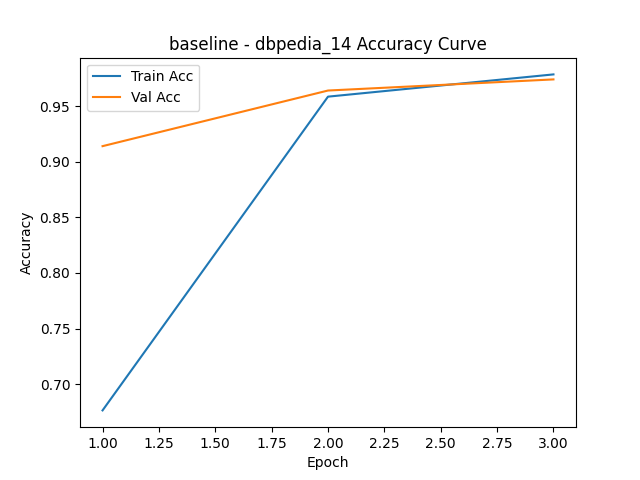 baseline - dbpedia_14 Accuracy Curve
Train Acc
Val Acc
Accuracy
0.95
0.90
0.85
0.80
0.75
0.70
1.00 1.25 1.50 1.75 2.00 2.25 2.50 2.75 3.00
Epoch